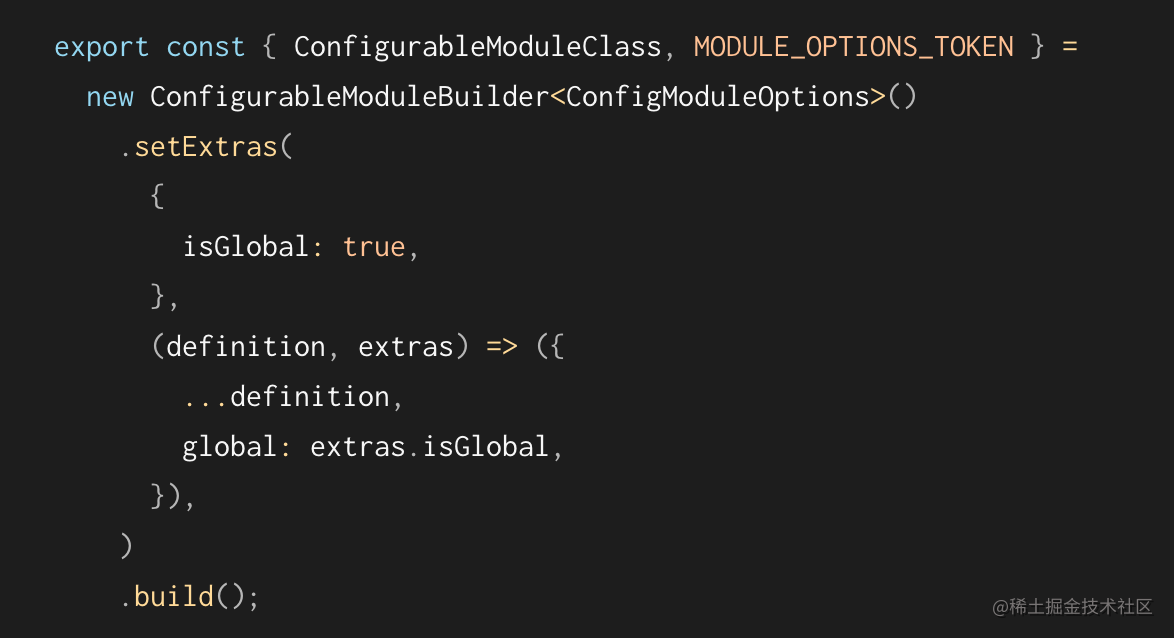 export const { ConfigurableModuleClass, MODULE_OPTIONS_TOKEN } =
  new ConfigurableModuleBuilder<ConfigModuleOptions>()
    .setExtras(
      {
        isGlobal: true,
      },
      (definition, extras) => ({
        ...definition,
        global: extras.isGlobal,
      }),
    )
    .build();
@稀土掘金技术社区